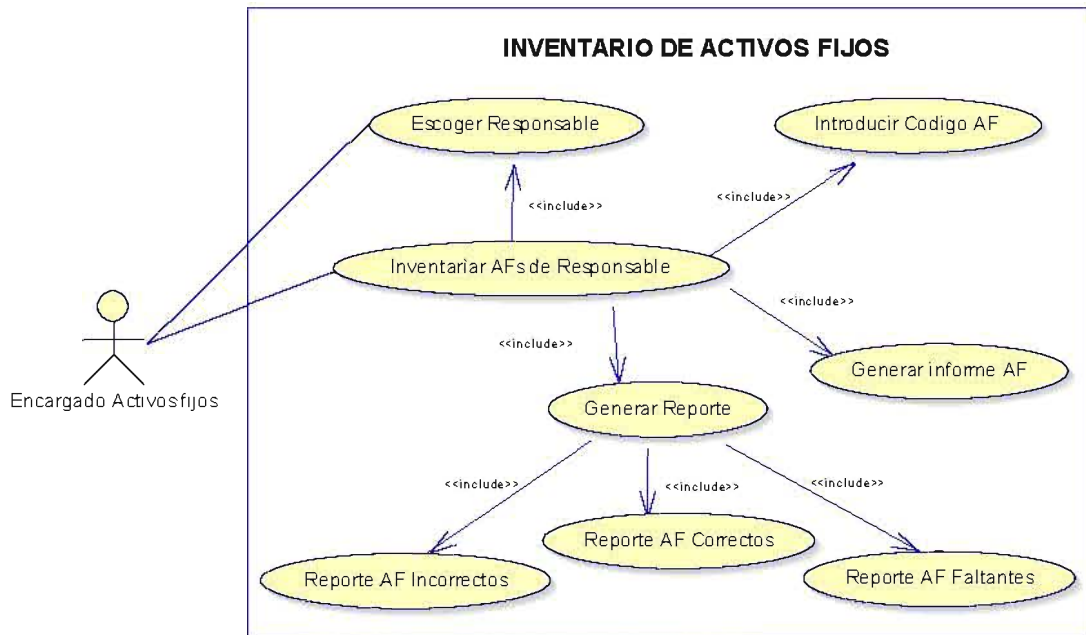 INVENTARIO DE ACTIVOS FIJOS
Escoger Responsable
Introducir Codigo AF
<<include>>
<<include>>
Inventariar AFs de Responsable
<<include>>
<<include>>
Generar informe AF
Encargado Activos fijos
Generar Reporte
<<include>>
<<include>>
<<include>>
Reporte AF Correctos
Reporte AF Incorrectos
Reporte AF Faltantes